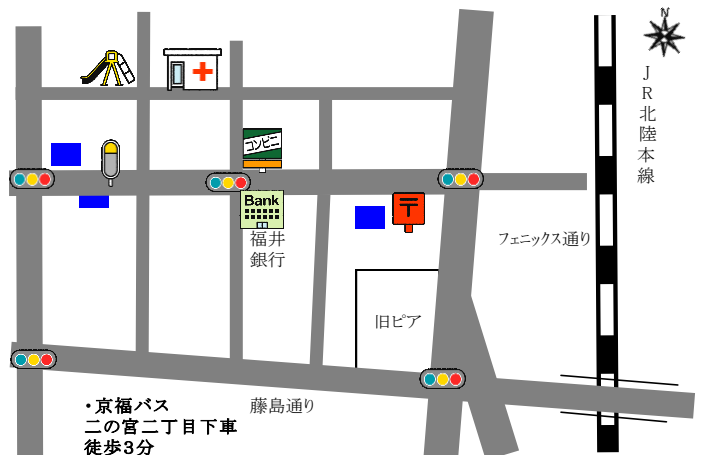 N
JR北陸本線
コンビニ
Bank
福井
銀行
フェニックス通り
旧ピア
藤島通り
・京福バス
二の宮二丁目下車
徒歩3分